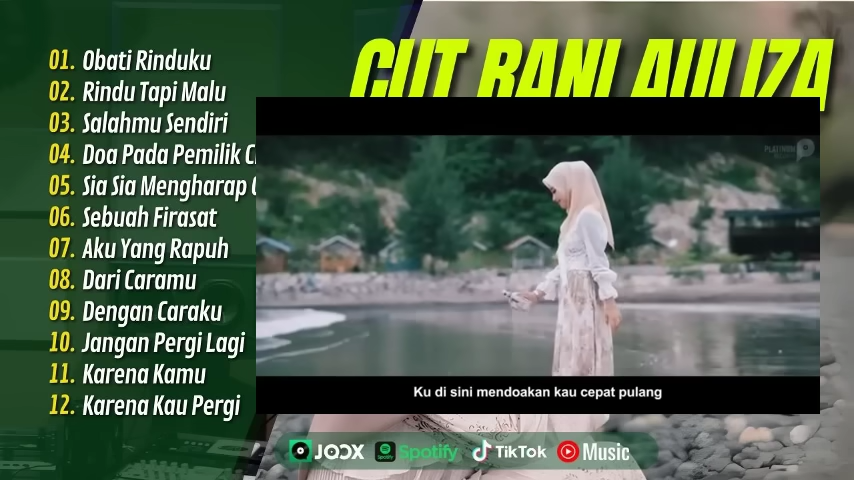 CUT RANI AULIZA
01. Obati Rinduku
02. Rindu Tapi Malu
03. Salahmu Sendiri
04. Doa Pada Pemilik
05. Sia Sia Mengharap
06. Sebuah Firasat
07. Aku Yang Rapuh
08. Dari Caramu
09. Dengan Caraku
10. Jangan Pergi Lagi
11. Karena Kamu
12. Karena Kau Pergi
PLATINUM
Ku di sini mendoakan kau cepat pulang
JOOX Spotify TikTok Music